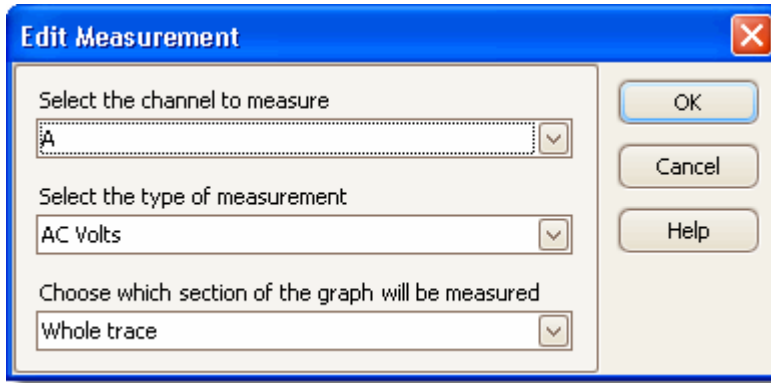 Edit Measurement
Select the channel to measure
A
Select the type of measurement
AC Volts
Choose which section of the graph will be measured
Whole trace
OK
Cancel
Help